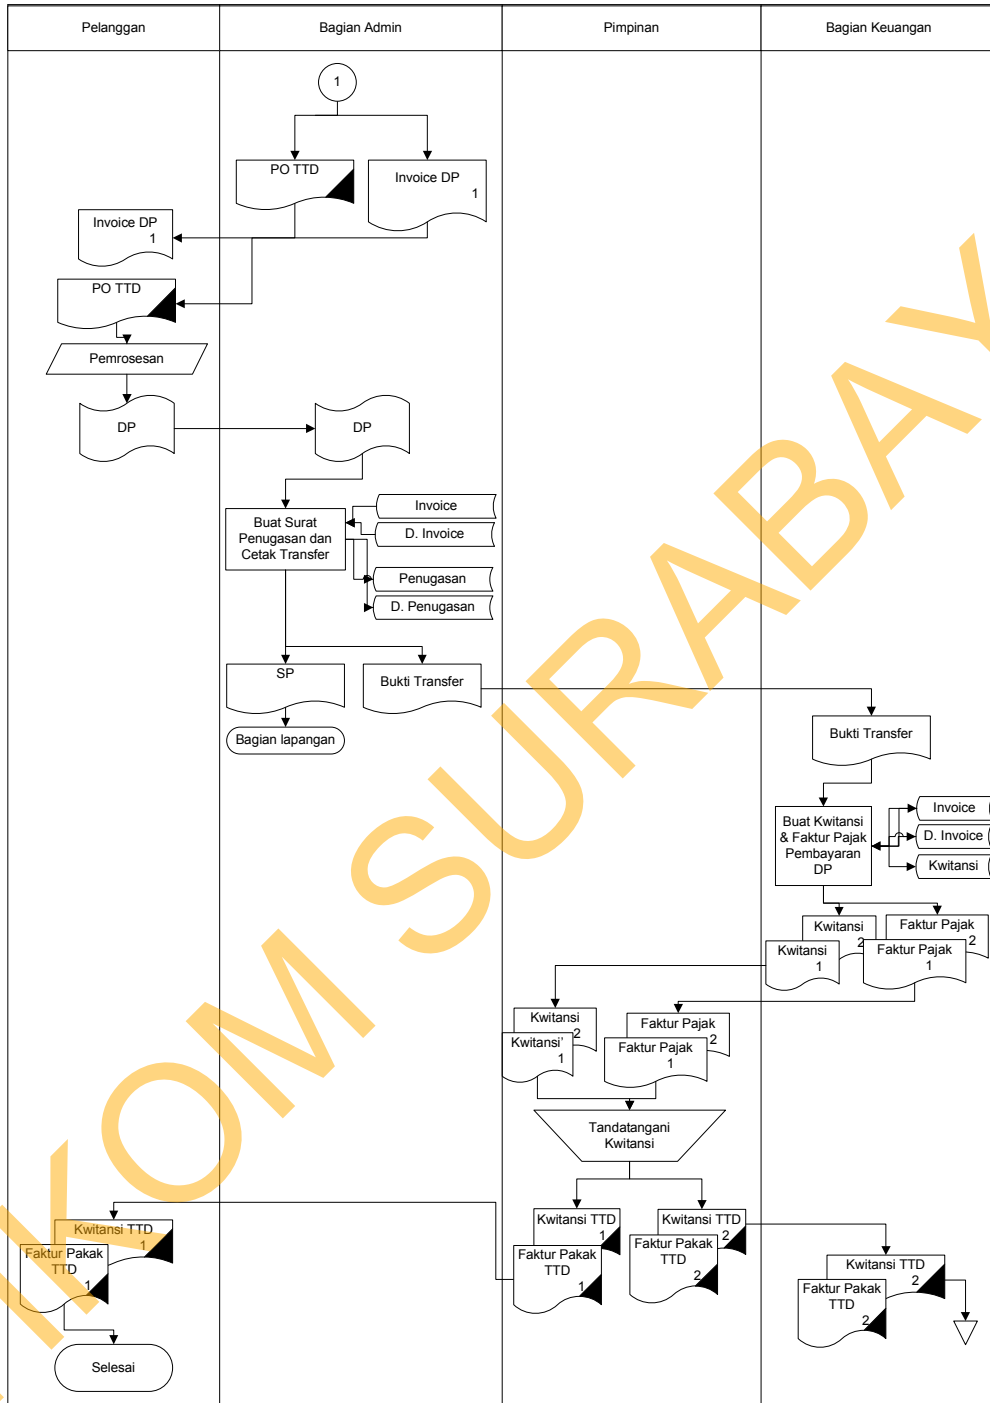 Pelanggan
Bagian Admin
Pimpinan
Bagian Keuangan
1
PO TTD
Invoice DP
1
Invoice DP
1
PO TTD
Pemrosesan
DP
DP
Buat Surat
Penugasan dan
Cetak Transfer
Invoice
D. Invoice
Penugasan
D. Penugasan
SP
Bukti Transfer
Bagian lapangan
Bukti Transfer
Buat Kwitansi
& Faktur Pajak
Pembayaran
DP
Invoice
D. Invoice
Kwitansi
Kwitansi
2
Faktur Pajak
2
Kwitansi
1
Faktur Pajak
1
Kwitansi
2
Kwitansi'
1
Faktur Pajak
2
Faktur Pajak
1
Tandatangani
Kwitansi
Kwitansi TTD
1
Faktur Pakak
TTD
1
Kwitansi TTD
2
Faktur Pakak
TTD
2
Kwitansi TTD
1
Faktur Pakak
TTD
1
Kwitansi TTD
2
Faktur Pakak
TTD
2
Selesai
IKOM SURABAY